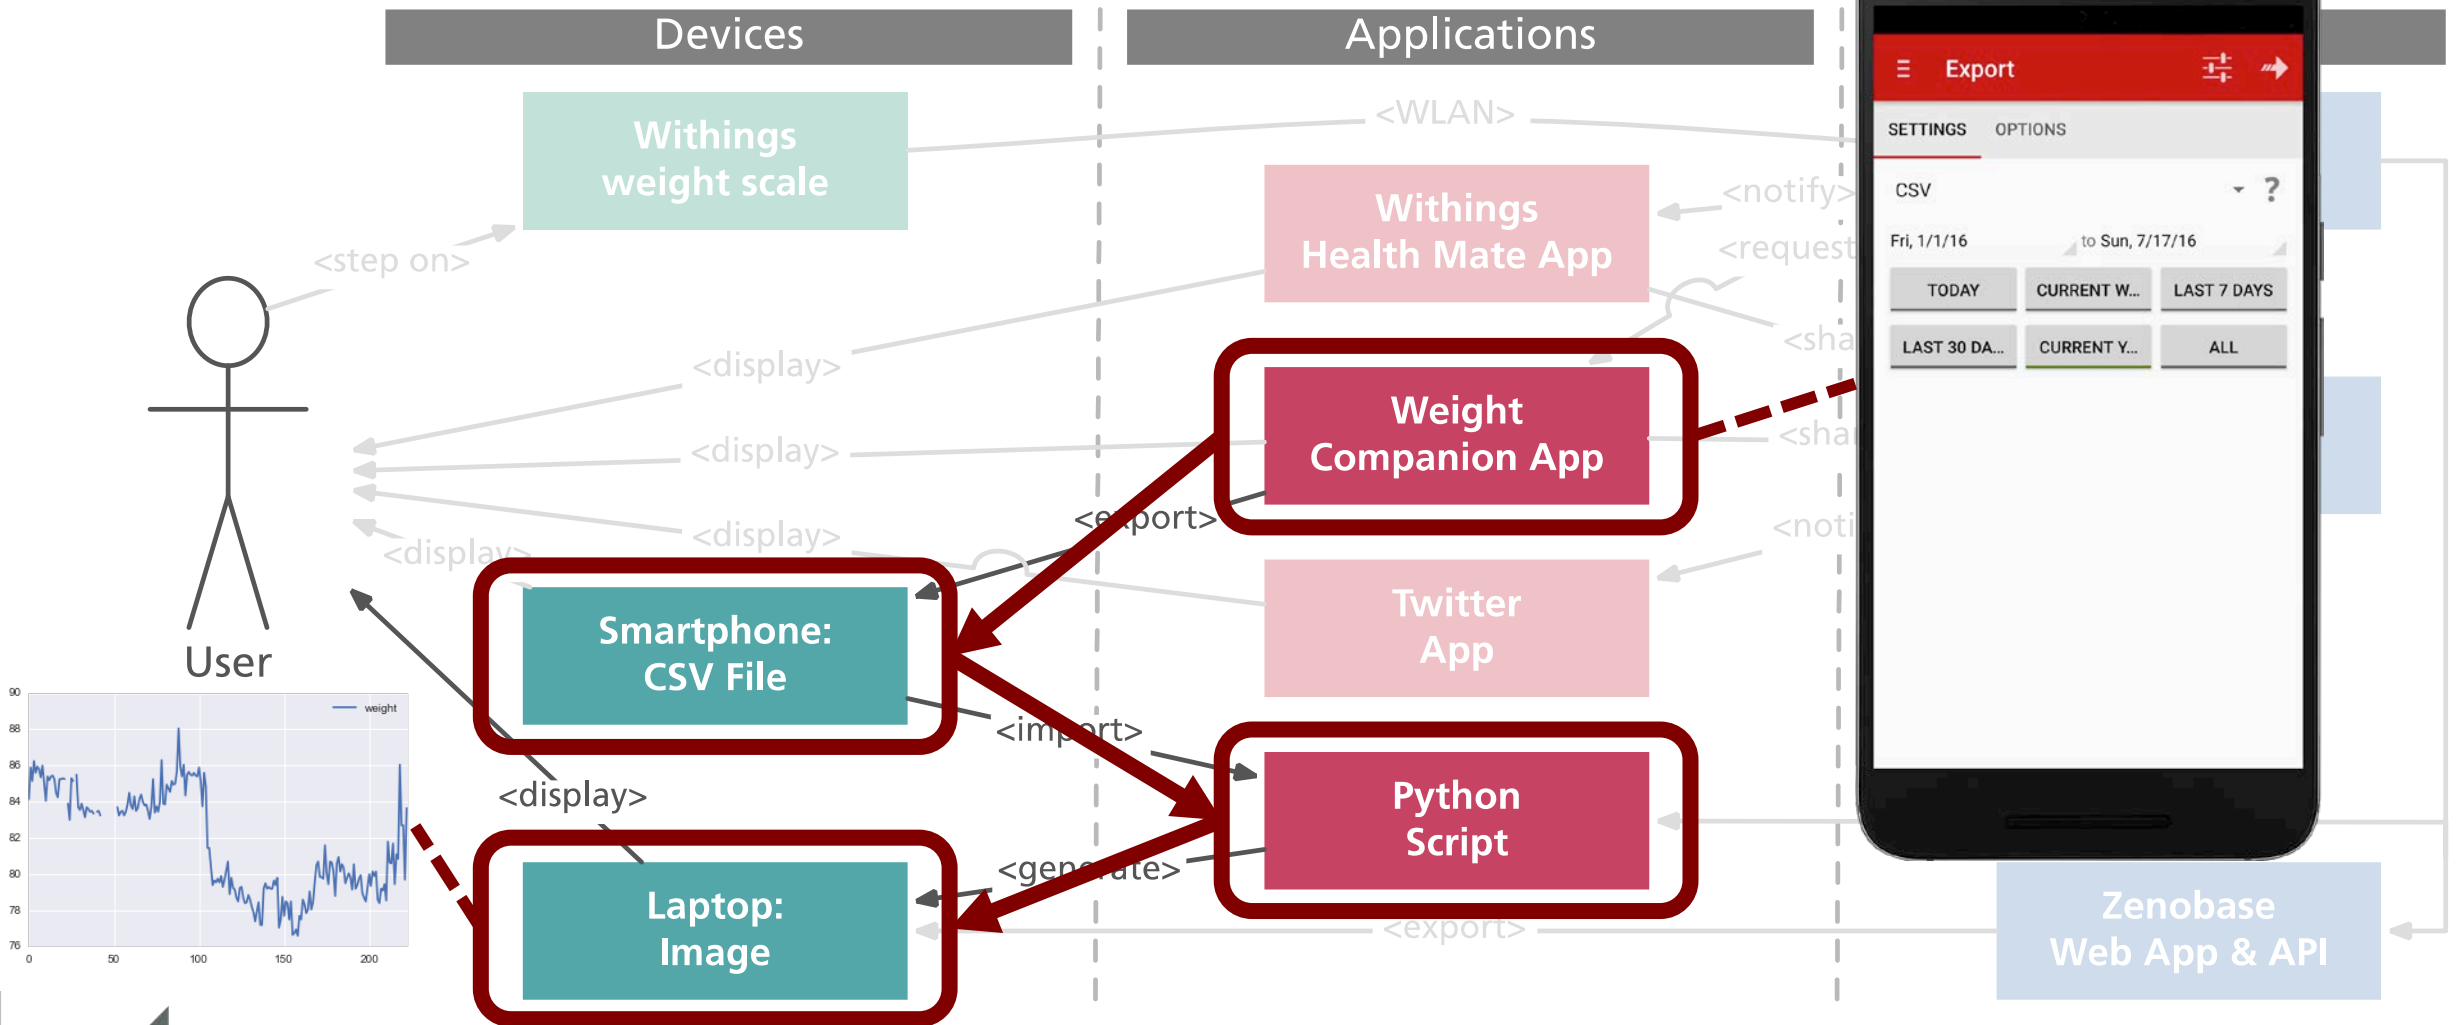 Devices
Applications
Withings
weight scale
<WLAN>
Withings
Health Mate App
<notify>
<request
<step on>
<display>
<sha
Weight
Companion App
<display>
<shar
<export>
<display>
<noti
<display>
Smartphone:
CSV File
Twitter
App
User
<import>
<display>
Python
Script
<generate>
Laptop:
Image
<export>
Zenobase
Web App & API
Export
SETTINGS OPTIONS
CSV ?
Fri, 1/1/16 to Sun, 7/17/16
TODAY CURRENT W... LAST 7 DAYS
LAST 30 DA... CURRENT Y... ALL
weight
90
88
86
84
82
80
78
76
0 50 100 150 200